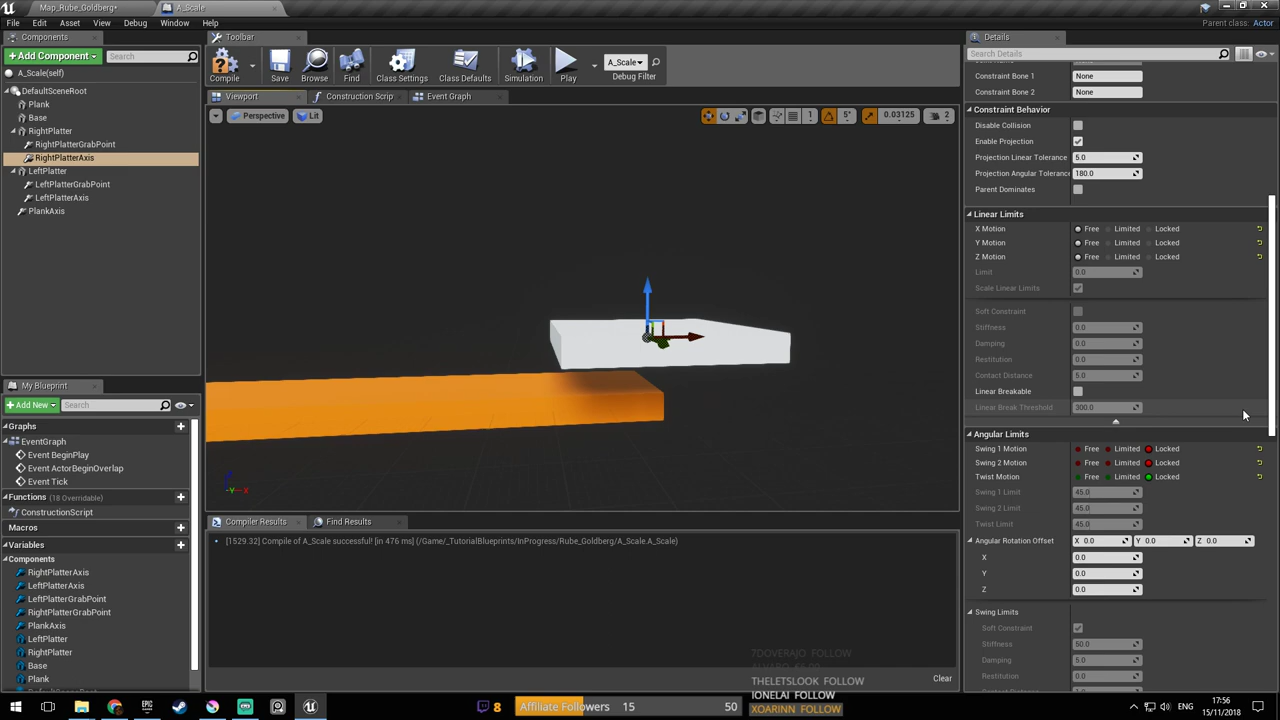 Map_Rube_Goldberg*
A_Scale
File
Edit
Asset
View
Debug
Window
Help
Parent class: Actor
Components
Toolbar
Details
+Add Component
Search
A_Scale(self)
DefaultSceneRoot
Plank
Base
RightPlatter
RightPlatterGrabPoint
RightPlatterAxis
LeftPlatter
LeftPlatterGrabPoint
LeftPlatterAxis
PlankAxis
Compile
Save
Browse
Find
Class Settings
Class Defaults
Simulation
Play
A_Scale
Debug Filter
Viewport
Construction Scrip
Event Graph
Perspective
Lit
1
5°
0.03125
2
Z
Y
X
My Blueprint
+Add New
Search
Graphs
EventGraph
Event BeginPlay
Event ActorBeginOverlap
Event Tick
Functions (18 Overridable)
ConstructionScript
Macros
Variables
Components
RightPlatterAxis
LeftPlatterAxis
LeftPlatterGrabPoint
RightPlatterGrabPoint
PlankAxis
LeftPlatter
RightPlatter
Base
Plank
Compiler Results
Find Results
[1529.32] Compile of A_Scale successful! [in 476 ms] (/Game/_TutorialBlueprints/InProgress/Rube_Goldberg/A_Scale.A_Scale)
Clear
Search Details
Constraint Bone 1 None
Constraint Bone 2 None
Constraint Behavior
Disable Collision
Enable Projection
Projection Linear Tolerance 5.0
Projection Angular Tolerance 180.0
Parent Dominates
Linear Limits
X Motion Free Limited Locked
Y Motion Free Limited Locked
Z Motion Free Limited Locked
Limit 0.0
Scale Linear Limits
Soft Constraint
Stiffness 0.0
Damping 0.0
Restitution 0.0
Contact Distance 5.0
Linear Breakable
Linear Break Threshold 300.0
Angular Limits
Swing 1 Motion Free Limited Locked
Swing 2 Motion Free Limited Locked
Twist Motion Free Limited Locked
Swing 1 Limit 45.0
Swing 2 Limit 45.0
Twist Limit 45.0
Angular Rotation Offset X 0.0 Y 0.0 Z 0.0
X 0.0
Y 0.0
Z 0.0
Swing Limits
Soft Constraint
Stiffness 50.0
Damping 5.0
Restitution 0.0
7DOVERAJO FOLLOW
THELETSLOOK FOLLOW
IONELAI FOLLOW
XOARINN FOLLOW
8
Affiliate Followers 15 50
17:56
15/11/2018